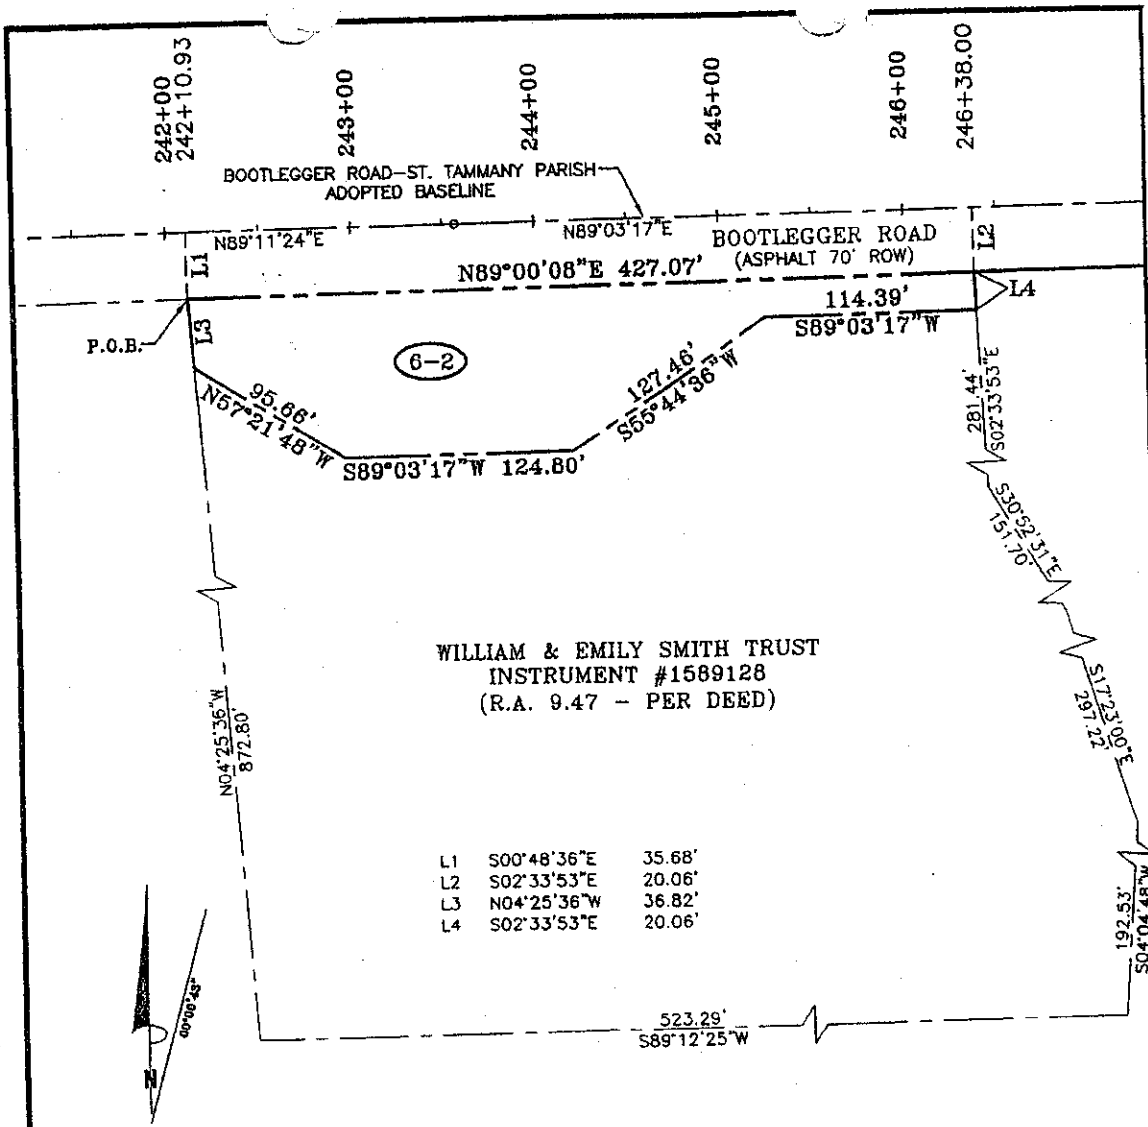 242+00
242+10.93
243+00
244+00
245+00
246+00
246+38.00
BOOTLEGGER ROAD-ST. TAMMANY PARISH
ADOPTED BASELINE
N89°11'24"E
N89°03'17"E
BOOTLEGGER ROAD
(ASPHALT 70' ROW)
L1
L2
N89°00'08"E 427.07'
L4
114.39'
S89°03'17"W
P.O.B.
L3
6-2
95.66'
N57°21'48"W
127.46'
S55°44'36"W
S89°03'17"W 124.80'
281.44'
S02°33'53"E
S30°52'31"E
151.70'
WILLIAM & EMILY SMITH TRUST
INSTRUMENT #1589128
(R.A. 9.47 - PER DEED)
N04°25'36"W
872.80'
S17°23'00"E
297.22'
L1 S00°48'36"E 35.68'
L2 S02°33'53"E 20.06'
L3 N04°25'36"W 36.82'
L4 S02°33'53"E 20.06'
192.53'
S04°04'48"W
523.29'
S89°12'25"W
N